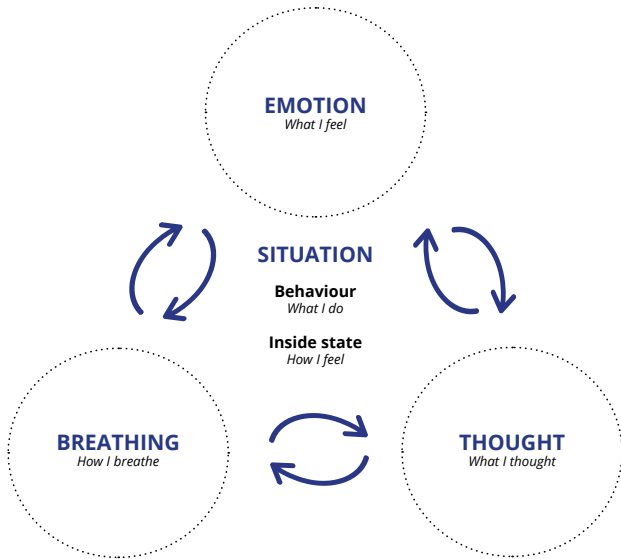 EMOTION
What I feel
SITUATION
Behaviour
What I do
Inside state
How I feel
BREATHING
How I breathe
THOUGHT
What I thought